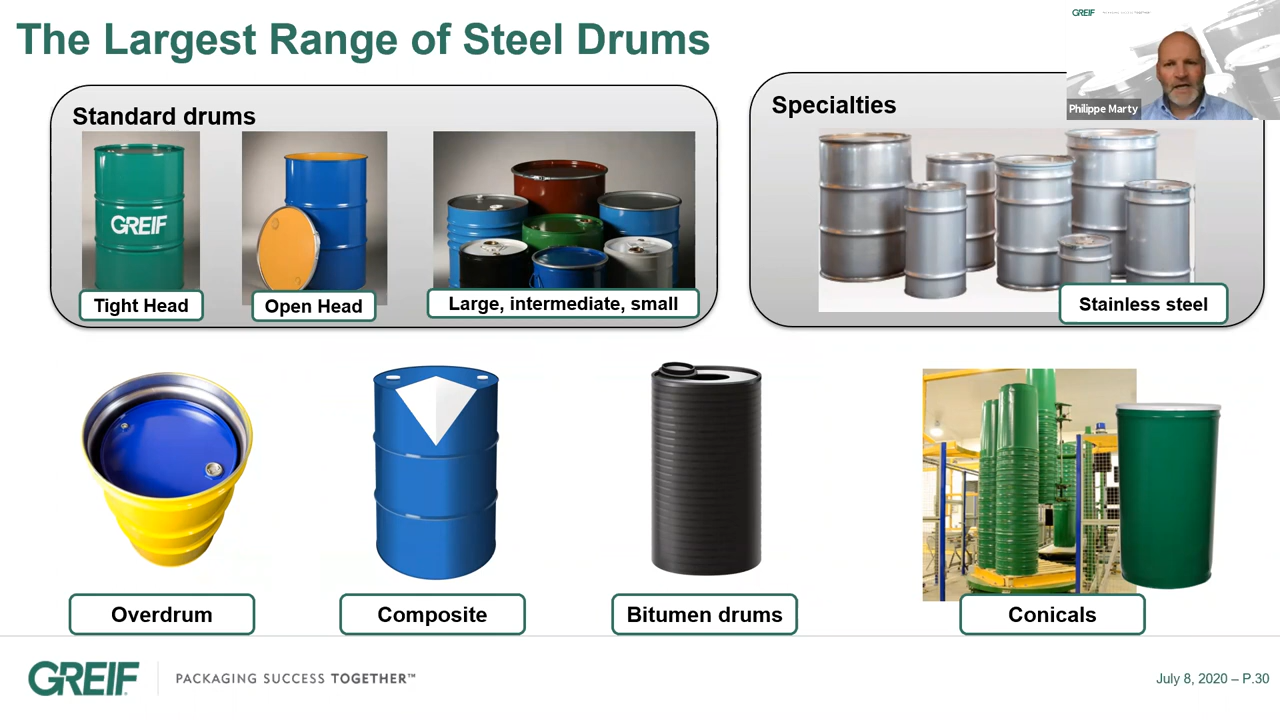 The Largest Range of Steel Drums
GREIF
Philippe Marty
Standard drums
Specialties
GREIF
Tight Head
Open Head
Large, intermediate, small
Stainless steel
Overdrum
Composite
Bitumen drums
Conicals
GREIF
PACKAGING SUCCESS TOGETHER™
July 8, 2020 – P.30